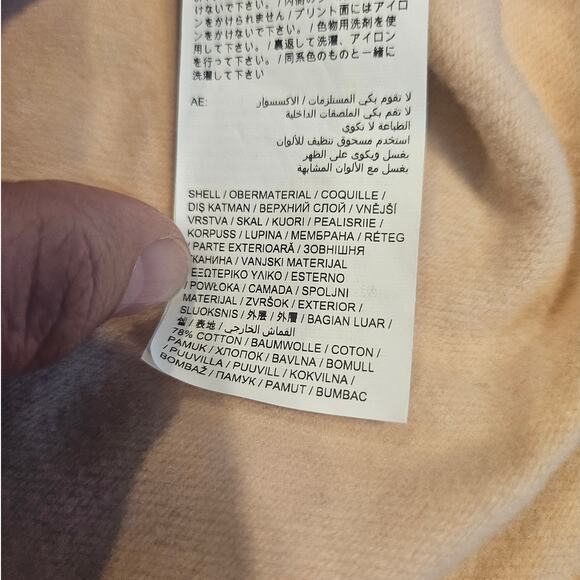 けないで下さい。/ 内側の
ンをかけられません / プリント面にはアイロ
ンをかけないで下さい。/ 色物用洗剤を使
用して下さい。/ 裏返して洗濯、アイロン
を行って下さい。/ 同系色のものと一緒に
洗濯して下さい
AE: لا تقوم بكي المستلزمات / الاكسسوار
لا تقم بكي الملصقات الداخلية
الطباعة لا تكوي
استخدم مسحوق تنظيف للألوان
يغسل ويكوى على الظهر
يغسل مع الألوان المشابهة
SHELL / OBERMATERIAL / COQUILLE /
DIŞ KATMAN / ВЕРХНИЙ СЛОЙ / VNĚJŠÍ
VRSTVA / SKAL / KUORI / PEALISRIIE /
KORPUSS / LUPINA / МЕМБРАНА / RÉTEG
/ PARTE EXTERIOARĂ / ЗОВНІШНЯ
ТКАНИНА / VANJSKI MATERIJAL
/ ΕΞΩΤΕΡΙΚΟ ΥΛΙΚΟ / ESTERNO
/ POWŁOKA / CAMADA / SPOLJNI
MATERIJAL / ZVRŠOK / EXTERIOR /
SLUOKSNIS / 外层 / 外層 / BAGIAN LUAR /
쉘 / 表地 / القماش الخارجي
78% COTTON / BAUMWOLLE / COTON /
PAMUK / ХЛОПОК / BAVLNA / BOMULL
/ PUUVILLA / PUUVILL / KOKVILNA /
BOMBAŽ / ПАМУК / PAMUT / BUMBAC